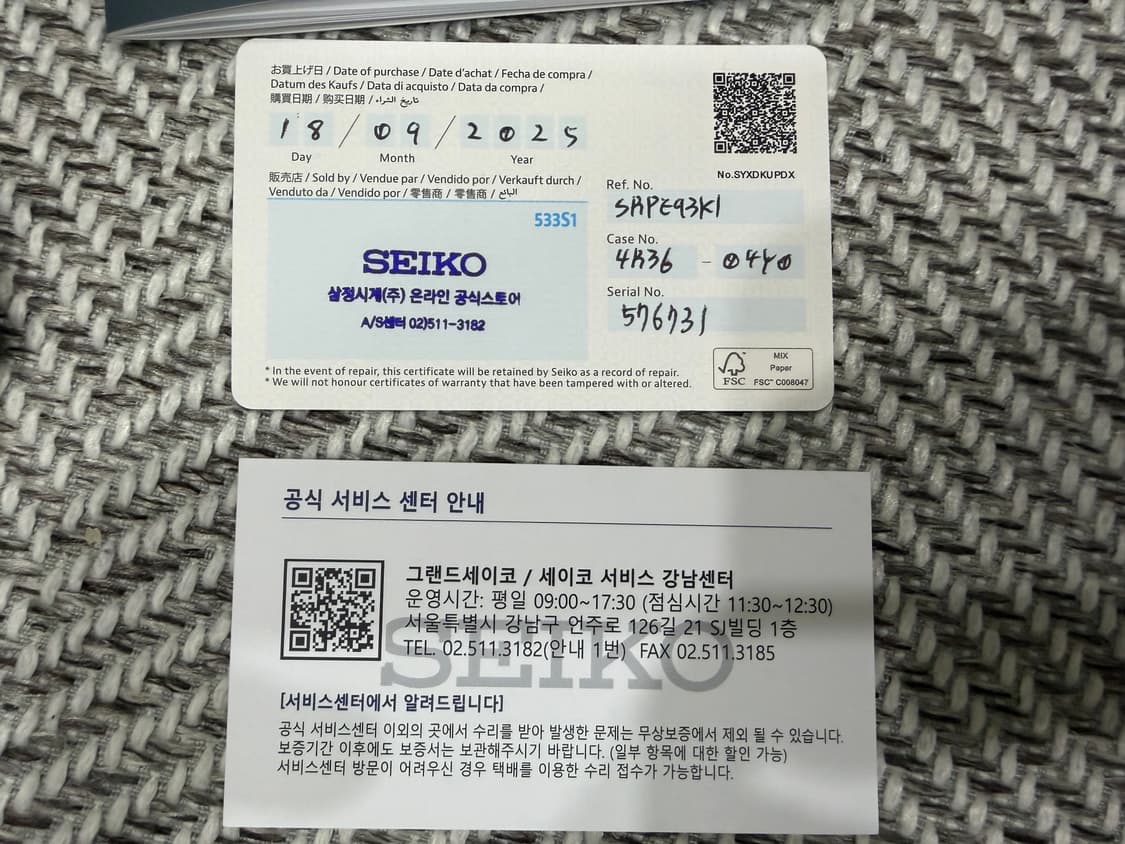 お買上げ日 / Date of purchase / Date d'achat / Fecha de compra /
Datum des Kaufs / Data di acquisto / Data da compra /
購買日期 / 购买日期 / تاريخ الشراء
18 / 09 / 2025
Day Month Year
No.SYXDKUPDX
販売店 / Sold by / Vendue par / Vendido por / Verkauft durch /
Venduto da / Vendido por / 零售商 / 零售商 / البائع
533S1
SEIKO
삼정시계(주) 온라인 공식스토어
A/S센터 02)511-3182
Ref. No.
SRPE93K1
Case No.
4R36 - 04Y0
Serial No.
576731
* In the event of repair, this certificate will be retained by Seiko as a record of repair.
* We will not honour certificates of warranty that have been tampered with or altered.
FSC
MIX
Paper
FSC™ C008047
공식 서비스 센터 안내
그랜드세이코 / 세이코 서비스 강남센터
운영시간: 평일 09:00~17:30 (점심시간 11:30~12:30)
서울특별시 강남구 언주로 126길 21 SJ빌딩 1층
TEL. 02.511.3182(안내 1번) FAX 02.511.3185
SEIKO
[서비스센터에서 알려드립니다]
공식 서비스센터 이외의 곳에서 수리를 받아 발생한 문제는 무상보증에서 제외 될 수 있습니다.
보증기간 이후에도 보증서는 보관해주시기 바랍니다. (일부 항목에 대한 할인 가능)
서비스센터 방문이 어려우신 경우 택배를 이용한 수리 접수가 가능합니다.